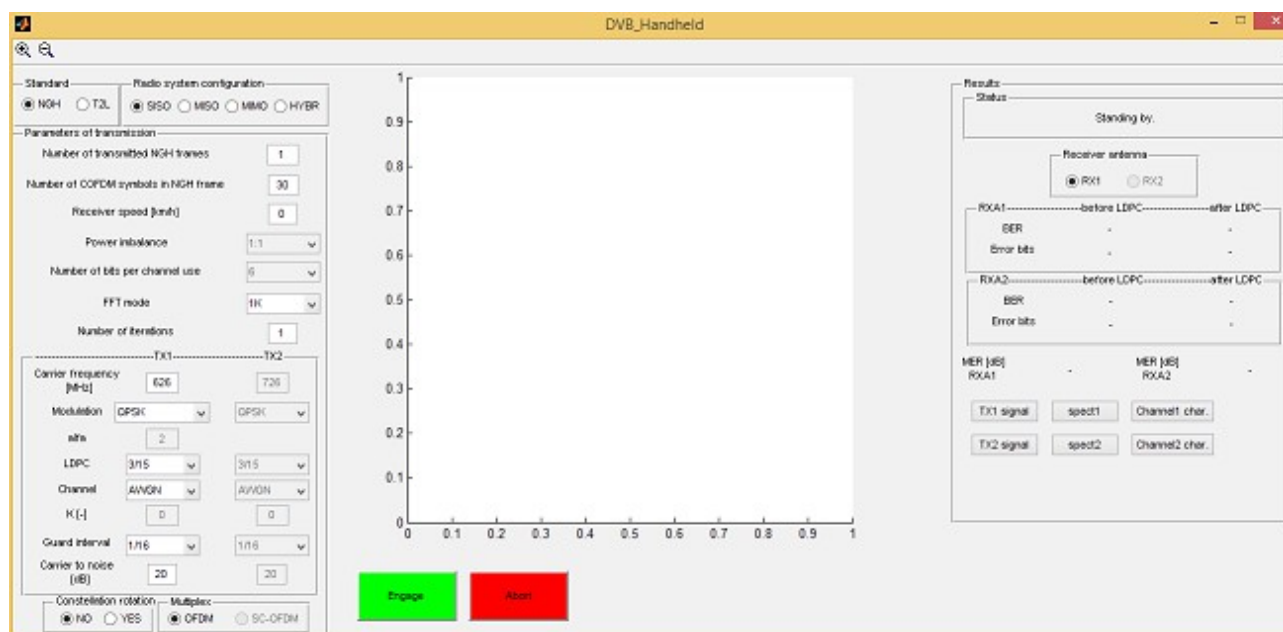 DVB_Handheld
Standard
NGH T2L
Radio system configuration
SISO MISO MIMO HYBR
Parameters of transmission
Number of transmitted NGH frames 1
Number of COFDM symbols in NGH frame 30
Receiver speed [km/h] 0
Power imbalance 1:1
Number of bits per channel use 6
FFT mode 1K
Number of iterations 1
TX1 TX2
Carrier frequency [MHz] 626 726
Modulation QPSK QPSK
alfa 2
LDPC 3/15 3/15
Channel AWGN AWGN
K [-] 0 0
Guard interval 1/16 1/16
Carrier to noise [dB] 20 20
Constellation rotation
NO YES
Multiplex
OFDM SC-OFDM
1
0.9
0.8
0.7
0.6
0.5
0.4
0.3
0.2
0.1
0
0 0.1 0.2 0.3 0.4 0.5 0.6 0.7 0.8 0.9 1
Engage Abort
Results
Status
Standing by.
Receiver antenna
RX1 RX2
RXA1 before LDPC after LDPC
BER - -
Error bits - -
RXA2 before LDPC after LDPC
BER - -
Error bits - -
MER [dB] RXA1 - MER [dB] RXA2 -
TX1 signal spect1 Channel1 char.
TX2 signal spect2 Channel2 char.